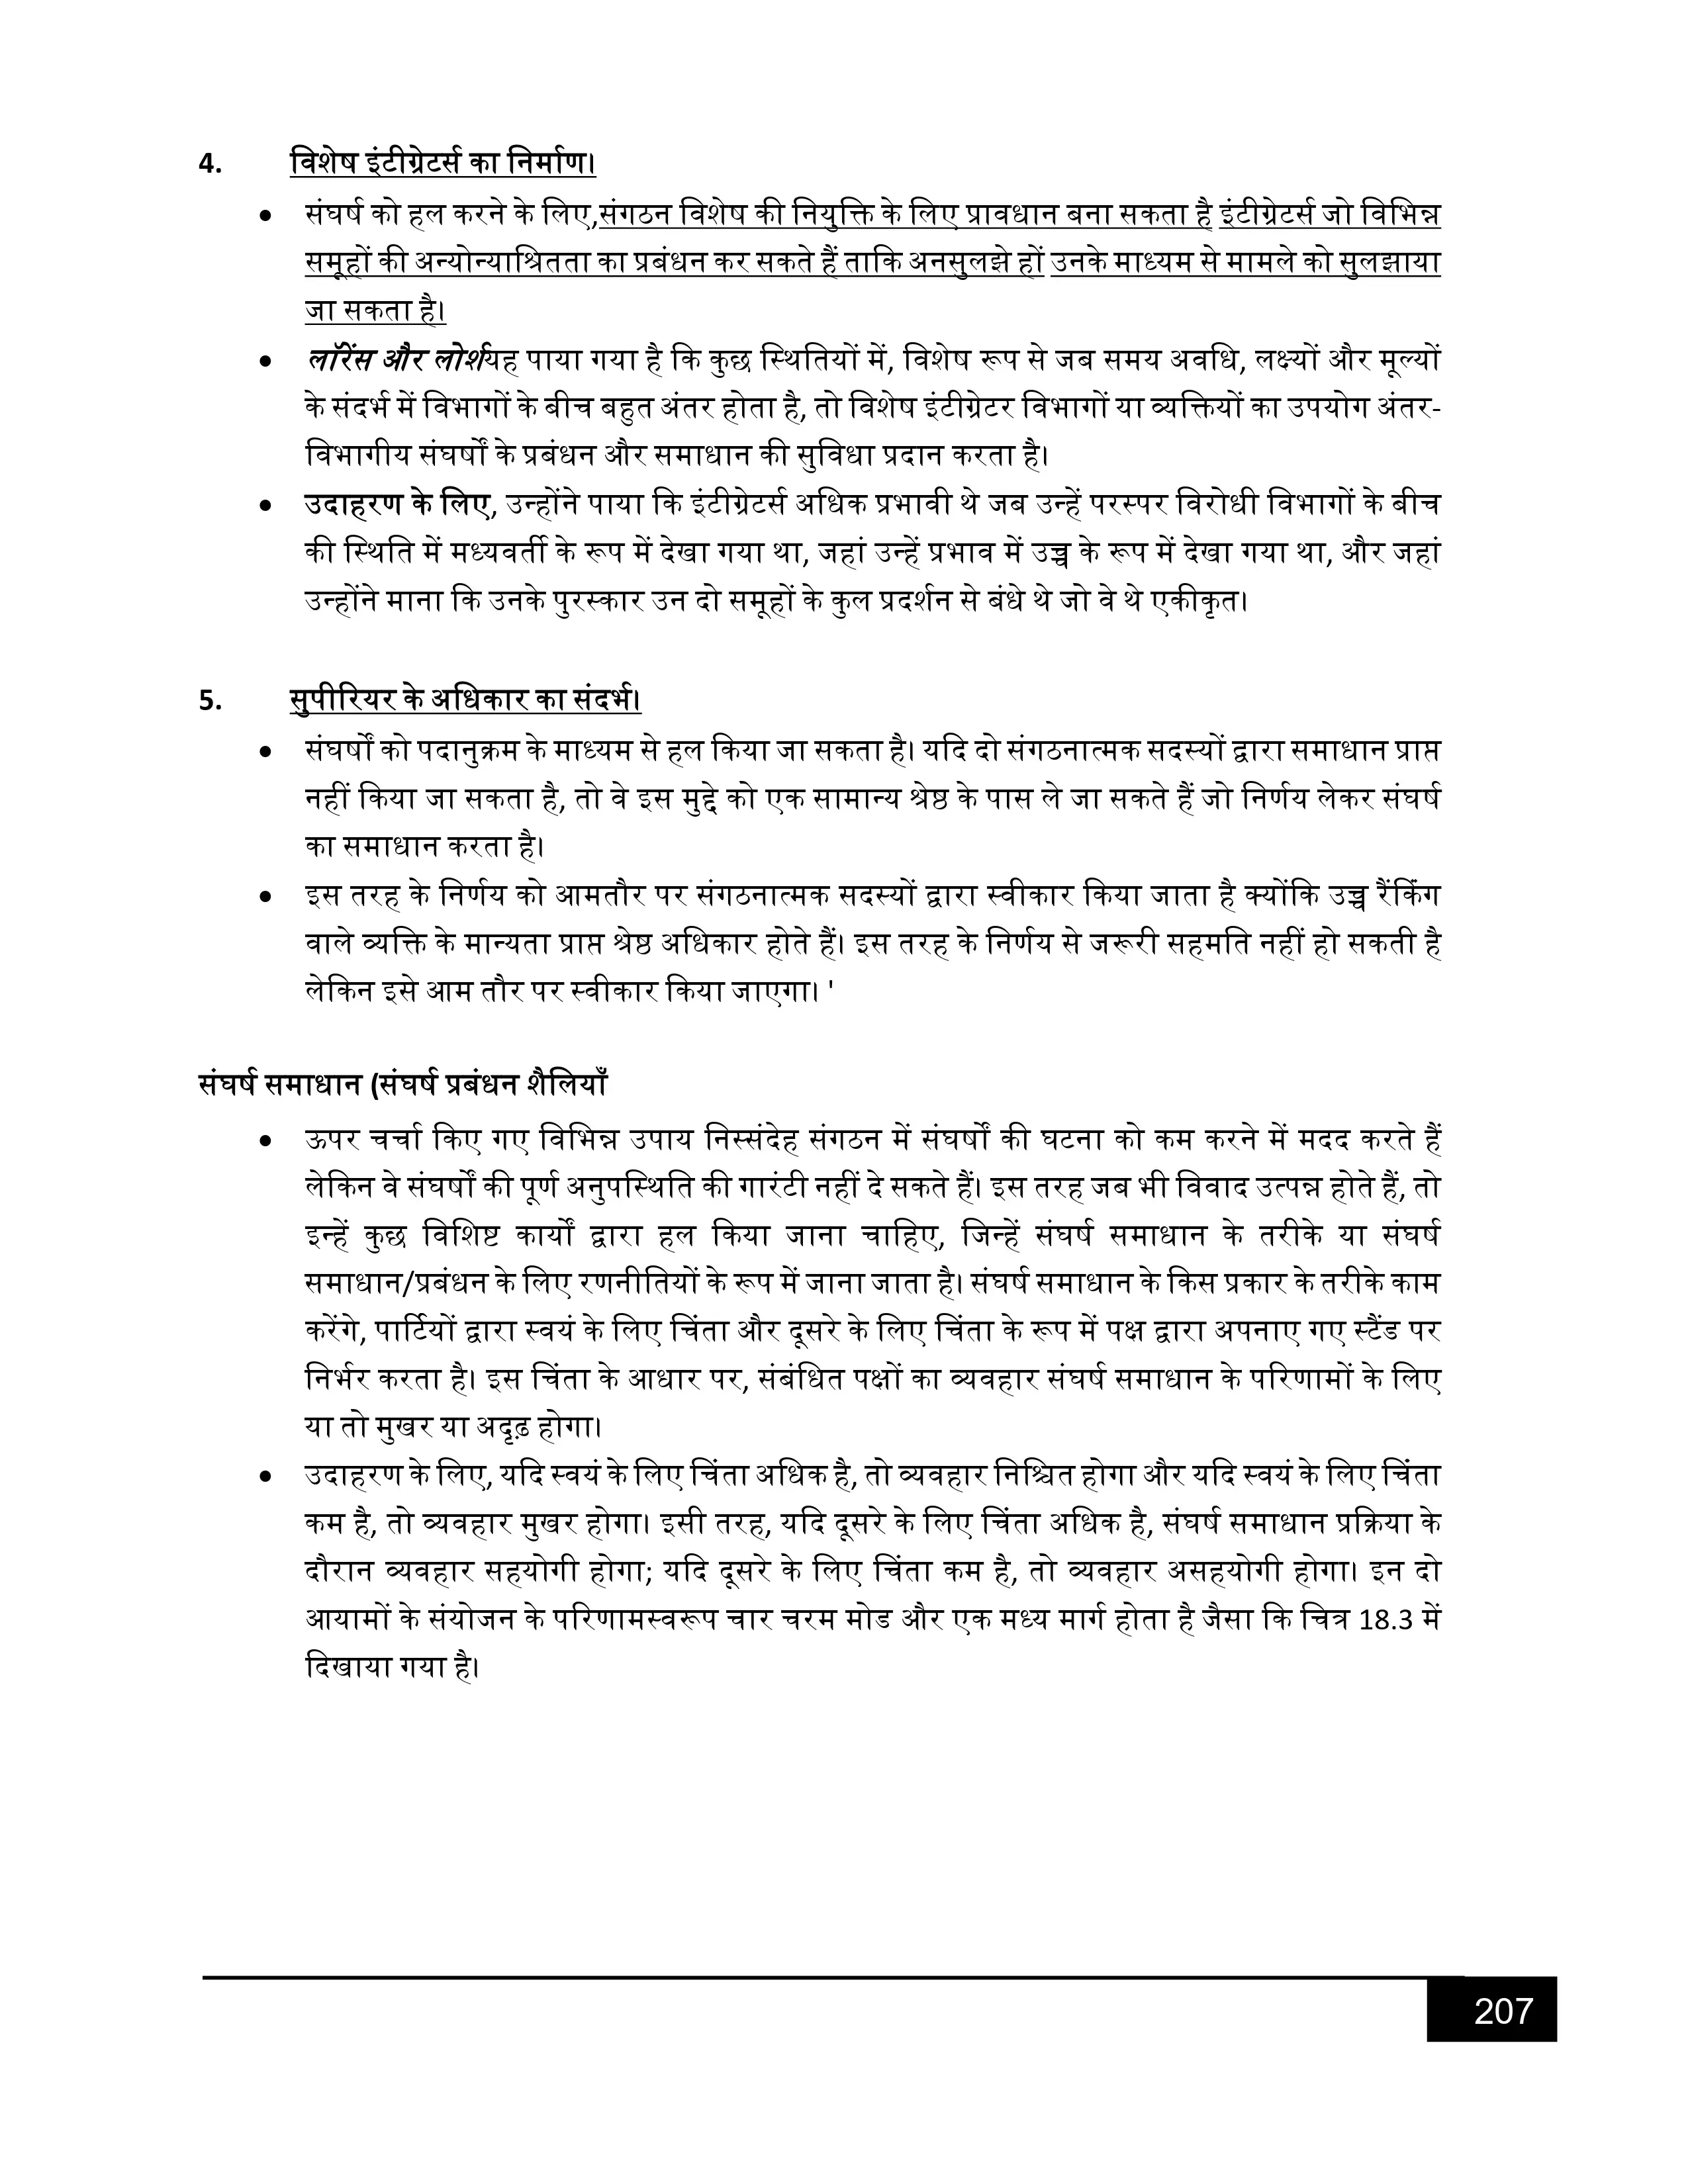 4. विशेष इंटीग्रेटर्स का निर्माण।
• संघर्ष को हल करने के लिए,संगठन विशेष की नियुक्ति के लिए प्रावधान बना सकता है इंटीग्रेटर्स जो विभिन्न
समूहों की अन्योन्याश्रितता का प्रबंधन कर सकते हैं ताकि अनसुलझे हों उनके माध्यम से मामले को सुलझाया
जा सकता है।
• लॉरेंस और लोर्शयह पाया गया है कि कुछ स्थितियों में, विशेष रूप से जब समय अवधि, लक्ष्यों और मूल्यों
के संदर्भ में विभागों के बीच बहुत अंतर होता है, तो विशेष इंटीग्रेटर विभागों या व्यक्तियों का उपयोग अंतर-
विभागीय संघर्षों के प्रबंधन और समाधान की सुविधा प्रदान करता है।
• उदाहरण के लिए, उन्होंने पाया कि इंटीग्रेटर्स अधिक प्रभावी थे जब उन्हें परस्पर विरोधी विभागों के बीच
की स्थिति में मध्यवर्ती के रूप में देखा गया था, जहां उन्हें प्रभाव में उच्च के रूप में देखा गया था, और जहां
उन्होंने माना कि उनके पुरस्कार उन दो समूहों के कुल प्रदर्शन से बंधे थे जो वे थे एकीकृत।
5. सुपीरियर के अधिकार का संदर्भ।
• संघर्षों को पदानुक्रम के माध्यम से हल किया जा सकता है। यदि दो संगठनात्मक सदस्यों द्वारा समाधान प्राप्त
नहीं किया जा सकता है, तो वे इस मुद्दे को एक सामान्य श्रेष्ठ के पास ले जा सकते हैं जो निर्णय लेकर संघर्ष
का समाधान करता है।
• इस तरह के निर्णय को आमतौर पर संगठनात्मक सदस्यों द्वारा स्वीकार किया जाता है क्योंकि उच्च रैंकिंग
वाले व्यक्ति के मान्यता प्राप्त श्रेष्ठ अधिकार होते हैं। इस तरह के निर्णय से जरूरी सहमति नहीं हो सकती है
लेकिन इसे आम तौर पर स्वीकार किया जाएगा। '
संघर्ष समाधान (संघर्ष प्रबंधन शैलियाँ
• ऊपर चर्चा किए गए विभिन्न उपाय निस्संदेह संगठन में संघर्षों की घटना को कम करने में मदद करते हैं
लेकिन वे संघर्षों की पूर्ण अनुपस्थिति की गारंटी नहीं दे सकते हैं। इस तरह जब भी विवाद उत्पन्न होते हैं, तो
इन्हें कुछ विशिष्ट कार्यों द्वारा हल किया जाना चाहिए, जिन्हें संघर्ष समाधान के तरीके या संघर्ष
समाधान/प्रबंधन के लिए रणनीतियों के रूप में जाना जाता है। संघर्ष समाधान के किस प्रकार के तरीके काम
करेंगे, पार्टियों द्वारा स्वयं के लिए चिंता और दूसरे के लिए चिंता के रूप में पक्ष द्वारा अपनाए गए स्टैंड पर
निर्भर करता है। इस चिंता के आधार पर, संबंधित पक्षों का व्यवहार संघर्ष समाधान के परिणामों के लिए
या तो मुखर या अदृढ़ होगा।
• उदाहरण के लिए, यदि स्वयं के लिए चिंता अधिक है, तो व्यवहार निश्चित होगा और यदि स्वयं के लिए चिंता
कम है, तो व्यवहार मुखर होगा। इसी तरह, यदि दूसरे के लिए चिंता अधिक है, संघर्ष समाधान प्रक्रिया के
दौरान व्यवहार सहयोगी होगा; यदि दूसरे के लिए चिंता कम है, तो व्यवहार असहयोगी होगा। इन दो
आयामों के संयोजन के परिणामस्वरूप चार चरम मोड और एक मध्य मार्ग होता है जैसा कि चित्र 18.3 में
दिखाया गया है।
207